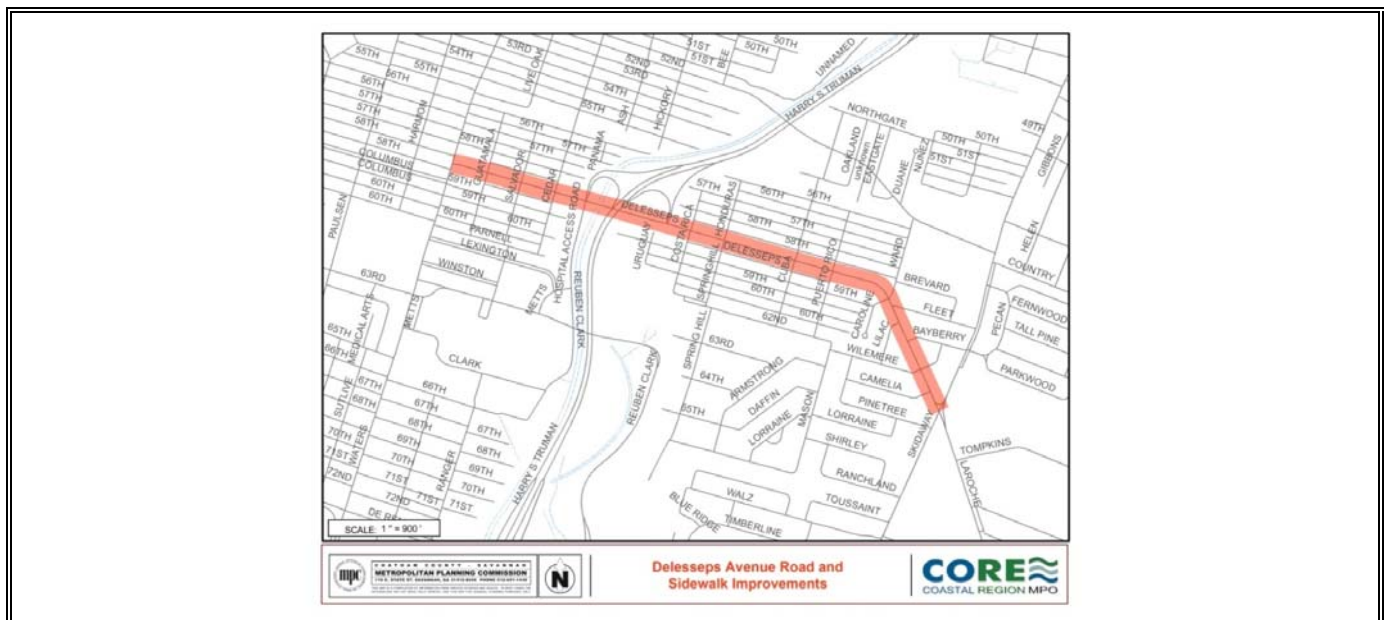 55TH
54TH
53RD
LIVE OAK
51ST
50TH
50TH
BEE
52ND
52ND
51ST
53RD
UNNAMED
HARRY S TRUMAN
55TH
56TH
56TH
57TH
57TH
58TH
58TH
HARMON
54TH
55TH
ASH
HICKORY
NORTHGATE
50TH
50TH
49TH
51ST
51ST
GIBBONS
OAKLAND
unknown
EASTGATE
DUANE
NUNEZ
COLUMBUS
COLUMBUS
60TH
60TH
PAULSEN
58TH
GUATAMALA
56TH
57TH
57TH
PANAMA
SALVADOR
CEDAR
59TH
59TH
60TH
60TH
PARNELL
LEXINGTON
WINSTON
METTS
METTS
HOSPITAL ACCESS ROAD
REUBEN CLARK
DELESSEPS
URUGUAY
COSTA RICA
57TH
HONDURAS
56TH
56TH
58TH
57TH
58TH
SPRINGHILL
DELESSEPS
CUBA
PUERTO RICO
WARD
59TH
60TH
59TH
60TH
62ND
CAROLINE
LILAC
BREVARD
FLEET
BAYBERRY
HELEN
COUNTRY
FERNWOOD
TALL PINE
PECAN
PARKWOOD
63RD
MEDICAL ARTS
65TH
66TH
CLARK
SPRING HILL
63RD
64TH
65TH
ARMSTRONG
DAFFIN
LORRAINE
MASON
WILEMERE
CAMELIA
PINETREE
LORRAINE
SHIRLEY
RANCHLAND
TOUSSAINT
SKIDAWAY
TOMPKINS
LAROCHE
REUBEN CLARK
HARRY S TRUMAN
66TH
67TH
67TH
67TH
68TH
68TH
68TH
69TH
69TH
70TH
70TH
70TH
71ST
71ST
71ST
71ST
72ND
SUTLIVE
WATERS
RANGER
WALZ
BLUE RIDGE
TIMBERLINE
SCALE: 1 " = 900 '
mpc
CHATHAM COUNTY - SAVANNAH
METROPOLITAN PLANNING COMMISSION
N
Delesseps Avenue Road and
Sidewalk Improvements
CORE
COASTAL REGION MPO